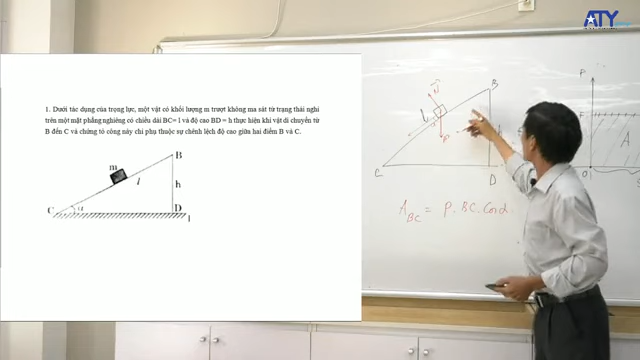 ATY
1. Dưới tác dụng của trọng lực, một vật có khối lượng m trượt không ma sát từ trạng thái nghỉ
trên một mặt phẳng nghiêng có chiều dài BC= l và độ cao BD = h thực hiện khi vật di chuyển từ
B đến C và chứng tỏ công này chỉ phụ thuộc sự chênh lệch độ cao giữa hai điểm B và C.
m
B
l
h
C
α
D
1
N
B
l
P
C
D
A_BC = P. BC. Cosα
P
F
A
O